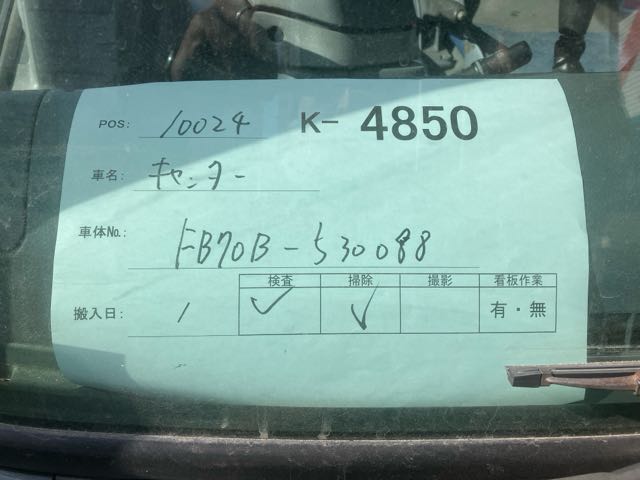 POS: 10024 K- 4850
車名: キャンター
車体No.: FB70B-530088
検査 掃除 撮影 看板作業
搬入日: 1 ✓ ✓ 有・無